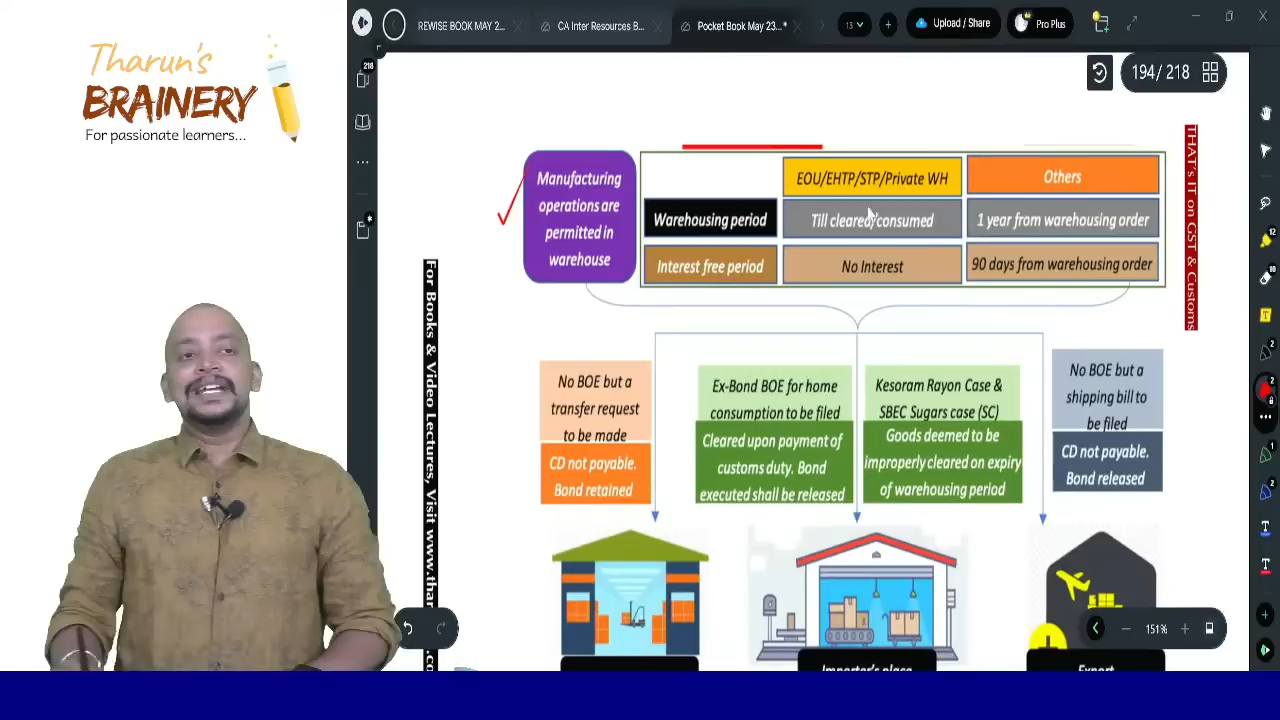 Tharun's
BRAINERY
For passionate learners...
REWISE BOOK MAY 2...
CA Inter Resources B...
Pocket Book May 23...*
13
Upload / Share
Pro Plus
218
194 / 218
THAT's IT on GST & Customs
For Books & Video Lectures, Visit www.thar
Manufacturing
operations are
permitted in
warehouse
EOU/EHTP/STP/Private WH
Others
Warehousing period
Till cleared/consumed
1 year from warehousing order
Interest free period
No Interest
90 days from warehousing order
No BOE but a
transfer request
to be made
CD not payable.
Bond retained
Ex-Bond BOE for home
consumption to be filed
Cleared upon payment of
customs duty. Bond
executed shall be released
Kesoram Rayon Case &
SBEC Sugars case (SC)
Goods deemed to be
improperly cleared on expiry
of warehousing period
No BOE but a
shipping bill to
be filed
CD not payable.
Bond released
Importer's place
Export
151%